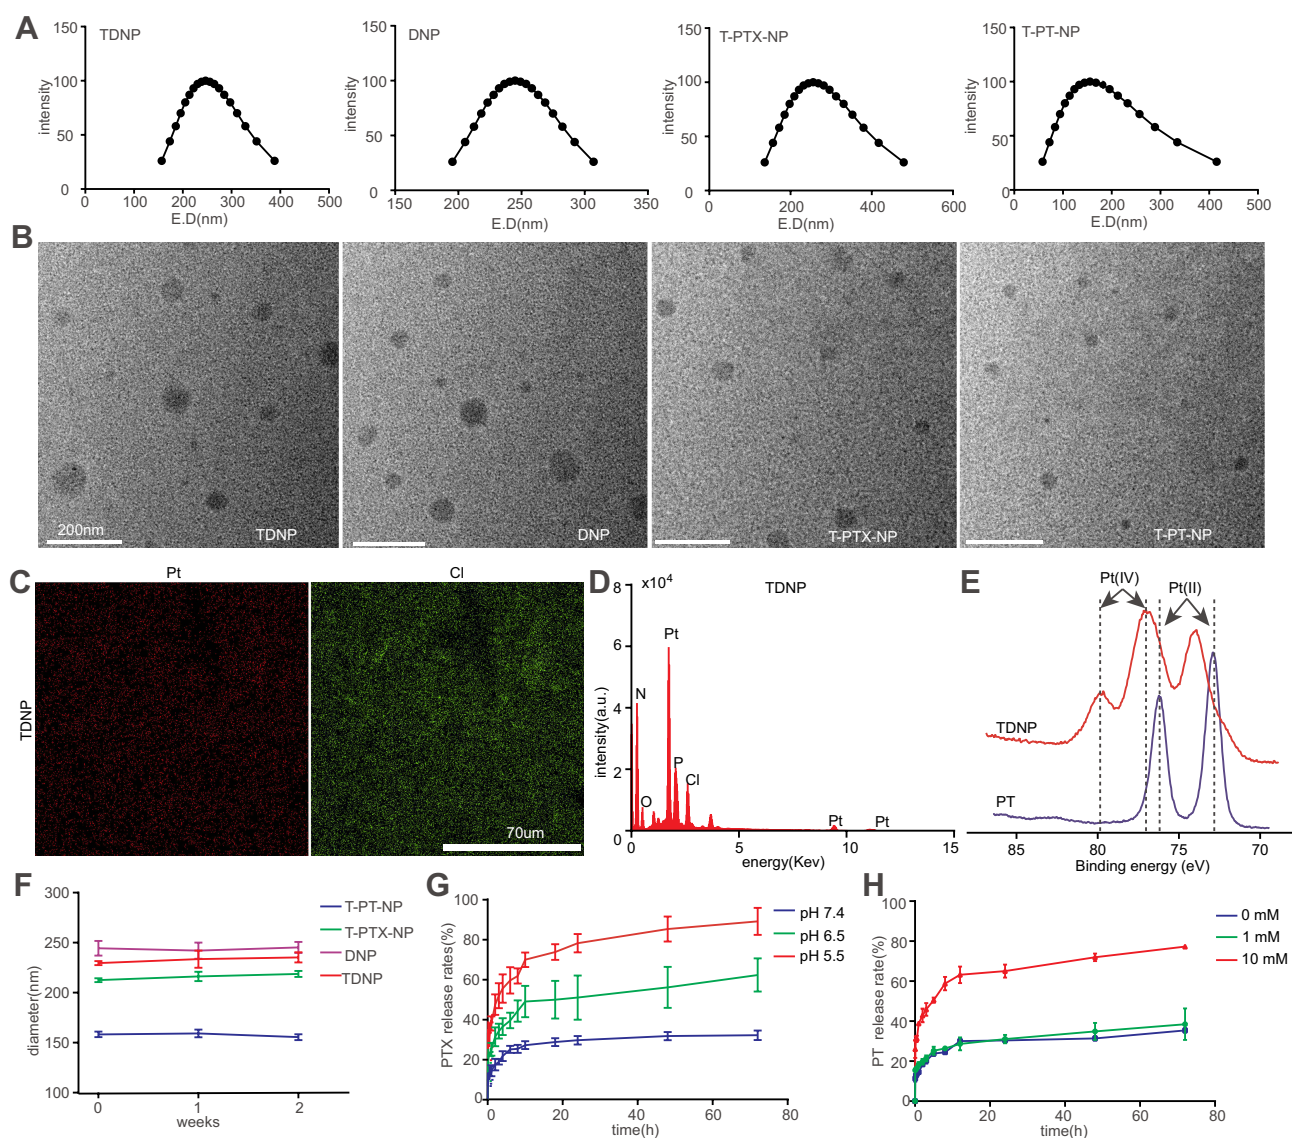 A
TDNP
intensity
150
100
50
0
0 100 200 300 400 500
E.D(nm)
DNP
intensity
150
100
50
0
150 200 250 300 350
E.D(nm)
T-PTX-NP
intensity
150
100
50
0
0 200 400 600
E.D(nm)
T-PT-NP
intensity
150
100
50
0
0 100 200 300 400 500
E.D(nm)
B
200nm
TDNP
DNP
T-PTX-NP
T-PT-NP
C
Pt
Cl
TDNP
70um
D
x10⁴
TDNP
intensity(a.u.)
8
6
4
2
0
N
O
Pt
P
Cl
Pt
Pt
0 5 10 15
energy(Kev)
E
Pt(IV)
Pt(II)
TDNP
PT
85 80 75 70
Binding energy (eV)
F
diameter(nm)
300
250
200
150
100
T-PT-NP
T-PTX-NP
DNP
TDNP
0 1 2
weeks
G
PTX release rates(%)
100
80
60
40
20
0
pH 7.4
pH 6.5
pH 5.5
0 20 40 60 80
time(h)
H
PT release rate(%)
100
80
60
40
20
0
0 mM
1 mM
10 mM
0 20 40 60 80
time(h)